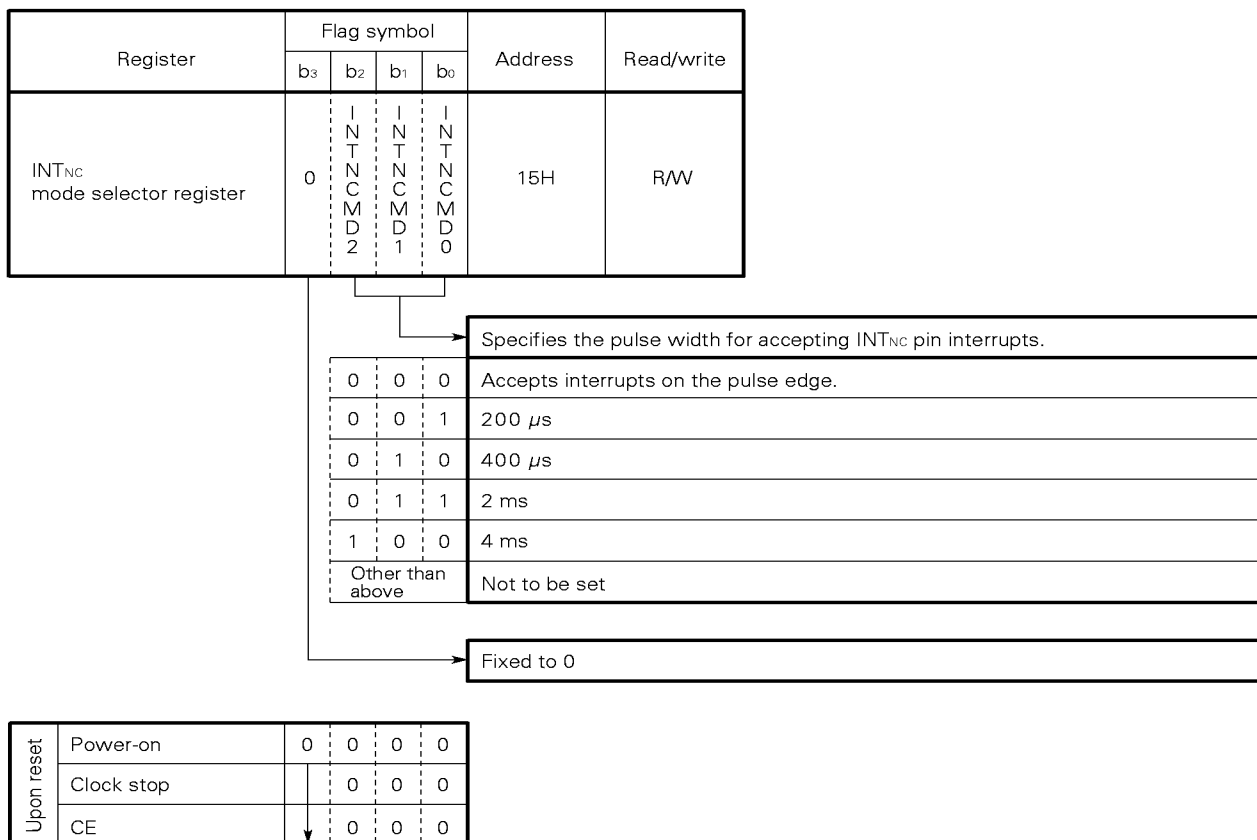 Register
Flag symbol
b3 b2 b1 b0
Address
Read/write
INTNC
mode selector register
0
INTNCMD2
INTNCMD1
INTNCMD0
15H
R/W
Specifies the pulse width for accepting INTNC pin interrupts.
0 0 0 Accepts interrupts on the pulse edge.
0 0 1 200 μs
0 1 0 400 μs
0 1 1 2 ms
1 0 0 4 ms
Other than
above
Not to be set
Fixed to 0
Upon reset
Power-on 0 0 0 0
Clock stop 0 0 0
CE 0 0 0